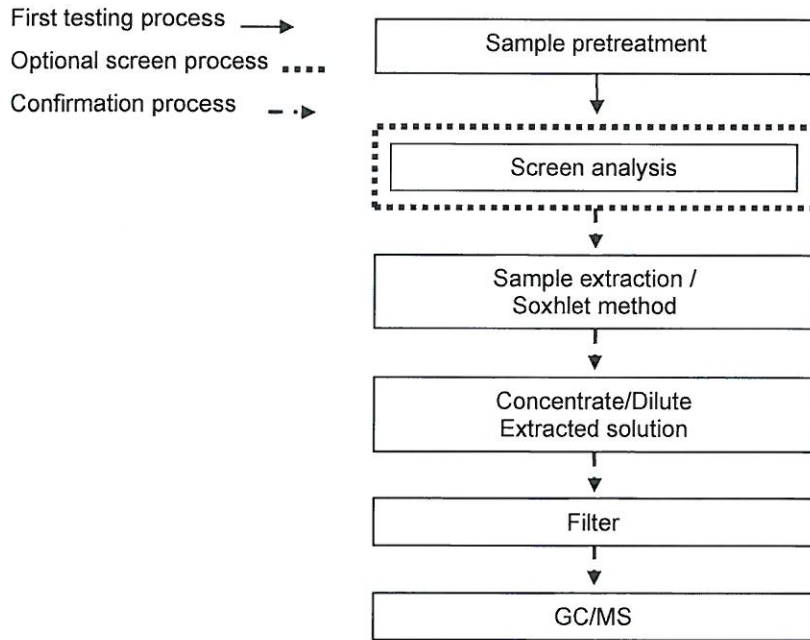 First testing process
Optional screen process
Confirmation process
Sample pretreatment
Screen analysis
Sample extraction /
Soxhlet method
Concentrate/Dilute
Extracted solution
Filter
GC/MS